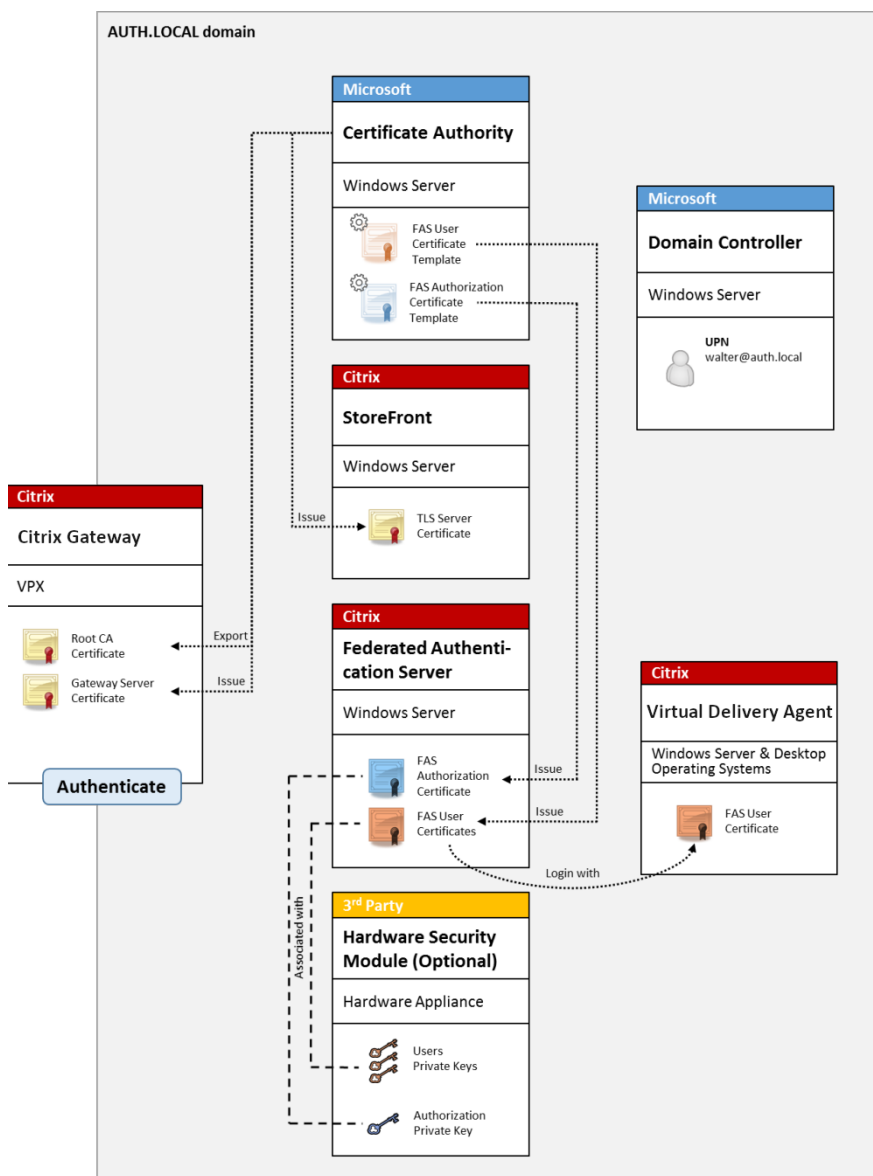 AUTH.LOCAL domain
Microsoft
Certificate Authority
Windows Server
FAS User
Certificate
Template
FAS Authorization
Certificate
Template
Microsoft
Domain Controller
Windows Server
UPN
walter@auth.local
Citrix
StoreFront
Windows Server
Issue
TLS Server
Certificate
Citrix
Citrix Gateway
VPX
Root CA
Certificate
Export
Gateway Server
Certificate
Issue
Authenticate
Citrix
Federated Authenti-
cation Server
Windows Server
FAS
Authorization
Certificate
Issue
FAS User
Certificates
Issue
Login with
Citrix
Virtual Delivery Agent
Windows Server & Desktop
Operating Systems
FAS User
Certificate
Associated with
3rd Party
Hardware Security
Module (Optional)
Hardware Appliance
Users
Private Keys
Authorization
Private Key